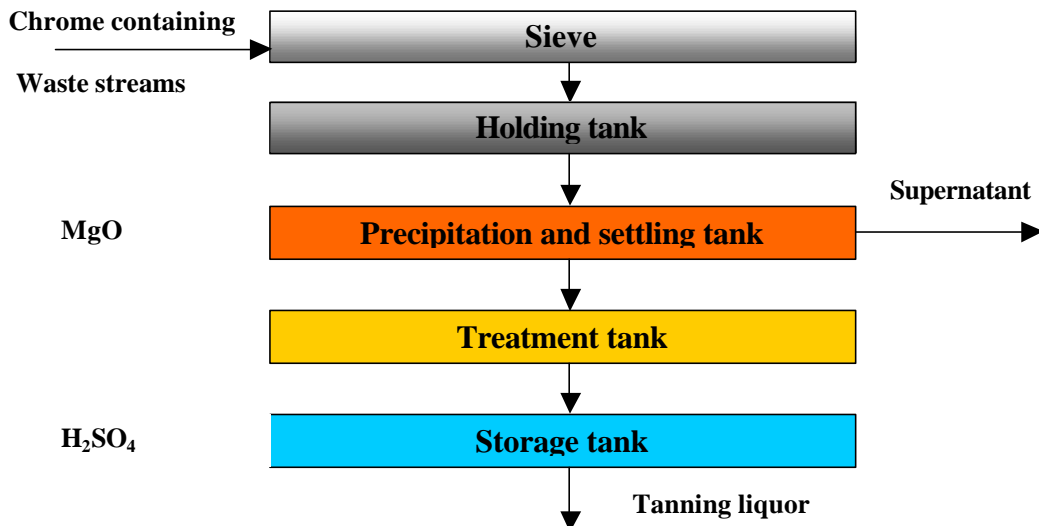 Chrome containing
Waste streams
Sieve
Holding tank
Supernatant
MgO
Precipitation and settling tank
Treatment tank
H₂SO₄
Storage tank
Tanning liquor